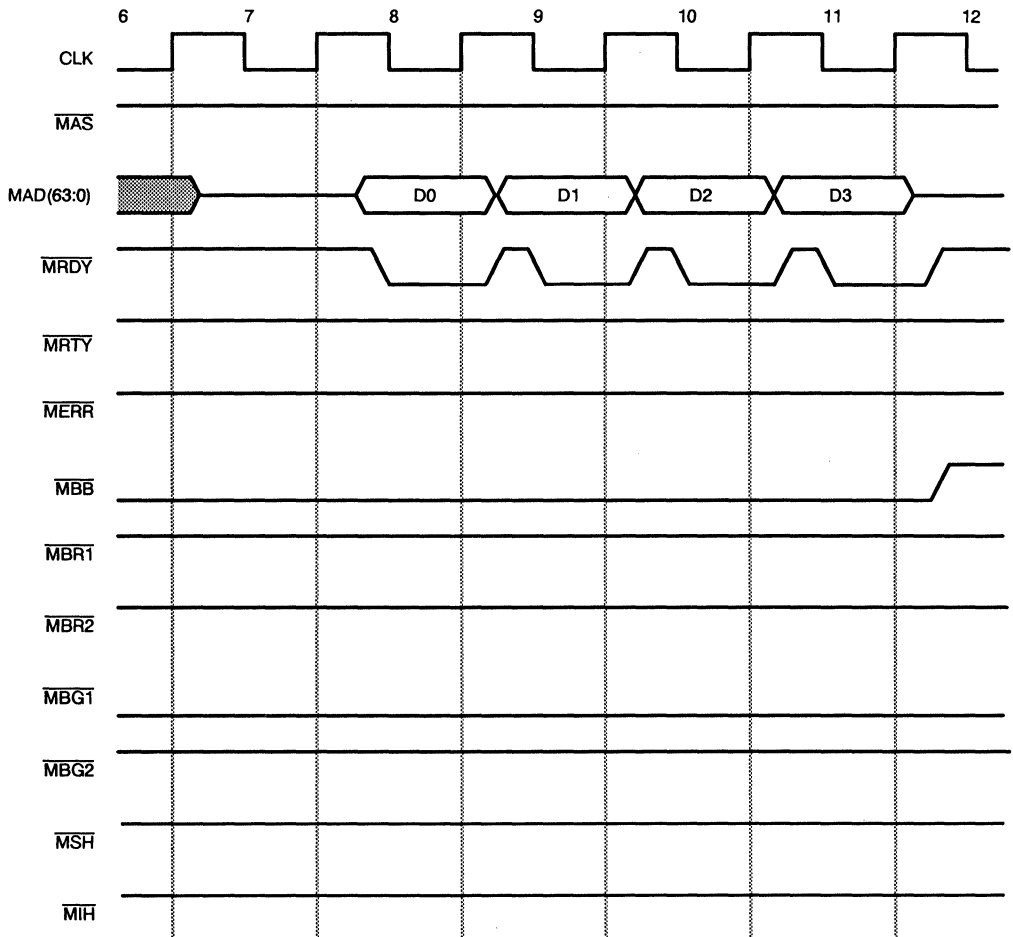 6 7 8 9 10 11 12
CLK
MAS
MAD(63:0) D0 D1 D2 D3
MRDY
MRTY
MERR
MBB
MBR1
MBR2
MBG1
MBG2
MSH
MIH